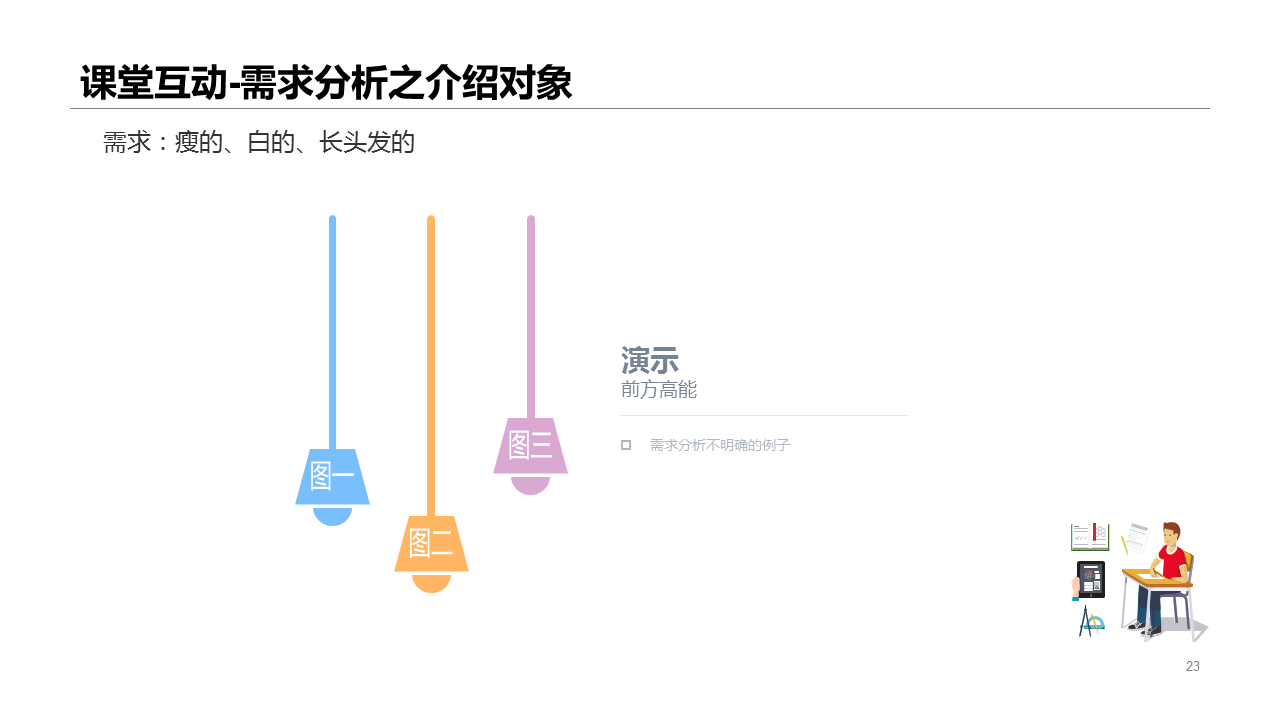 课堂互动-需求分析之介绍对象
需求：瘦的、白的、长头发的
图一
图二
图三
演示
前方高能
需求分析不明确的例子
23